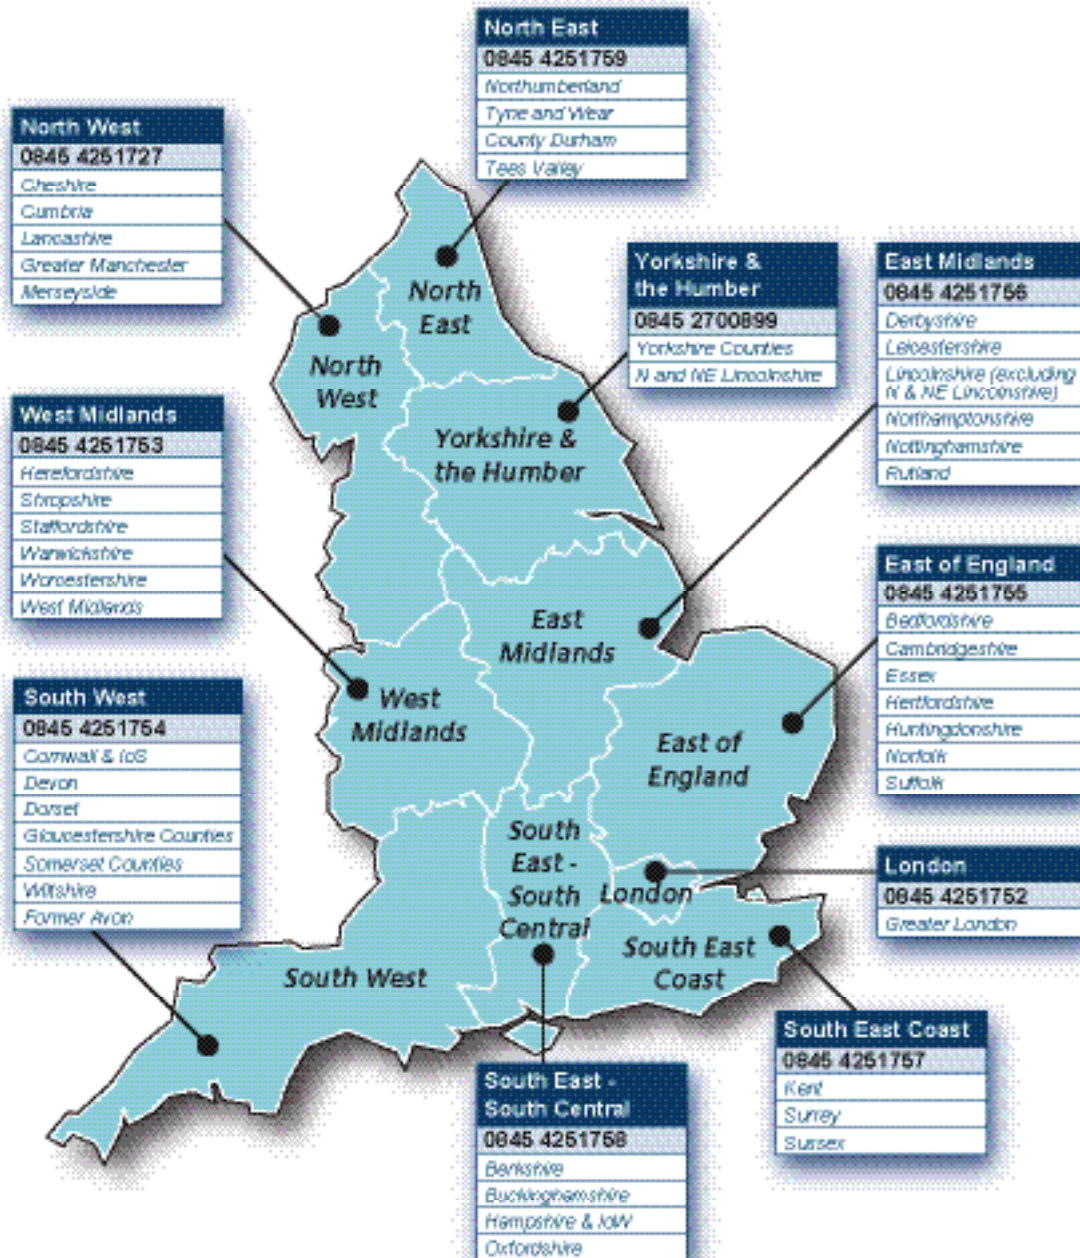 North East
0845 4251759
Northumberland
Tyne and Wear
County Durham
Tees Valley
North West
0845 4251727
Cheshire
Cumbria
Lancashire
Greater Manchester
Merseyside
Yorkshire &
the Humber
0845 2700899
Yorkshire Counties
N and NE Lincolnshire
East Midlands
0845 4251756
Derbyshire
Leicestershire
Lincolnshire (excluding
N & NE Lincolnshire)
Northamptonshire
Nottinghamshire
Rutland
West Midlands
0845 4251753
Herefordshire
Shropshire
Staffordshire
Warwickshire
Worcestershire
West Midlands
East of England
0845 4251755
Bedfordshire
Cambridgeshire
Essex
Hertfordshire
Huntingdonshire
Norfolk
Suffolk
South West
0845 4251754
Cornwall & IoS
Devon
Dorset
Gloucestershire Counties
Somerset Counties
Wiltshire
Former Avon
London
0845 4251752
Greater London
South East Coast
0845 4251757
Kent
Surrey
Sussex
South East -
South Central
0845 4251758
Berkshire
Buckinghamshire
Hampshire & IoW
Oxfordshire
North
East
North
West
Yorkshire &
the Humber
East
Midlands
West
Midlands
East of
England
South
East -
South
Central
London
South East
Coast
South West